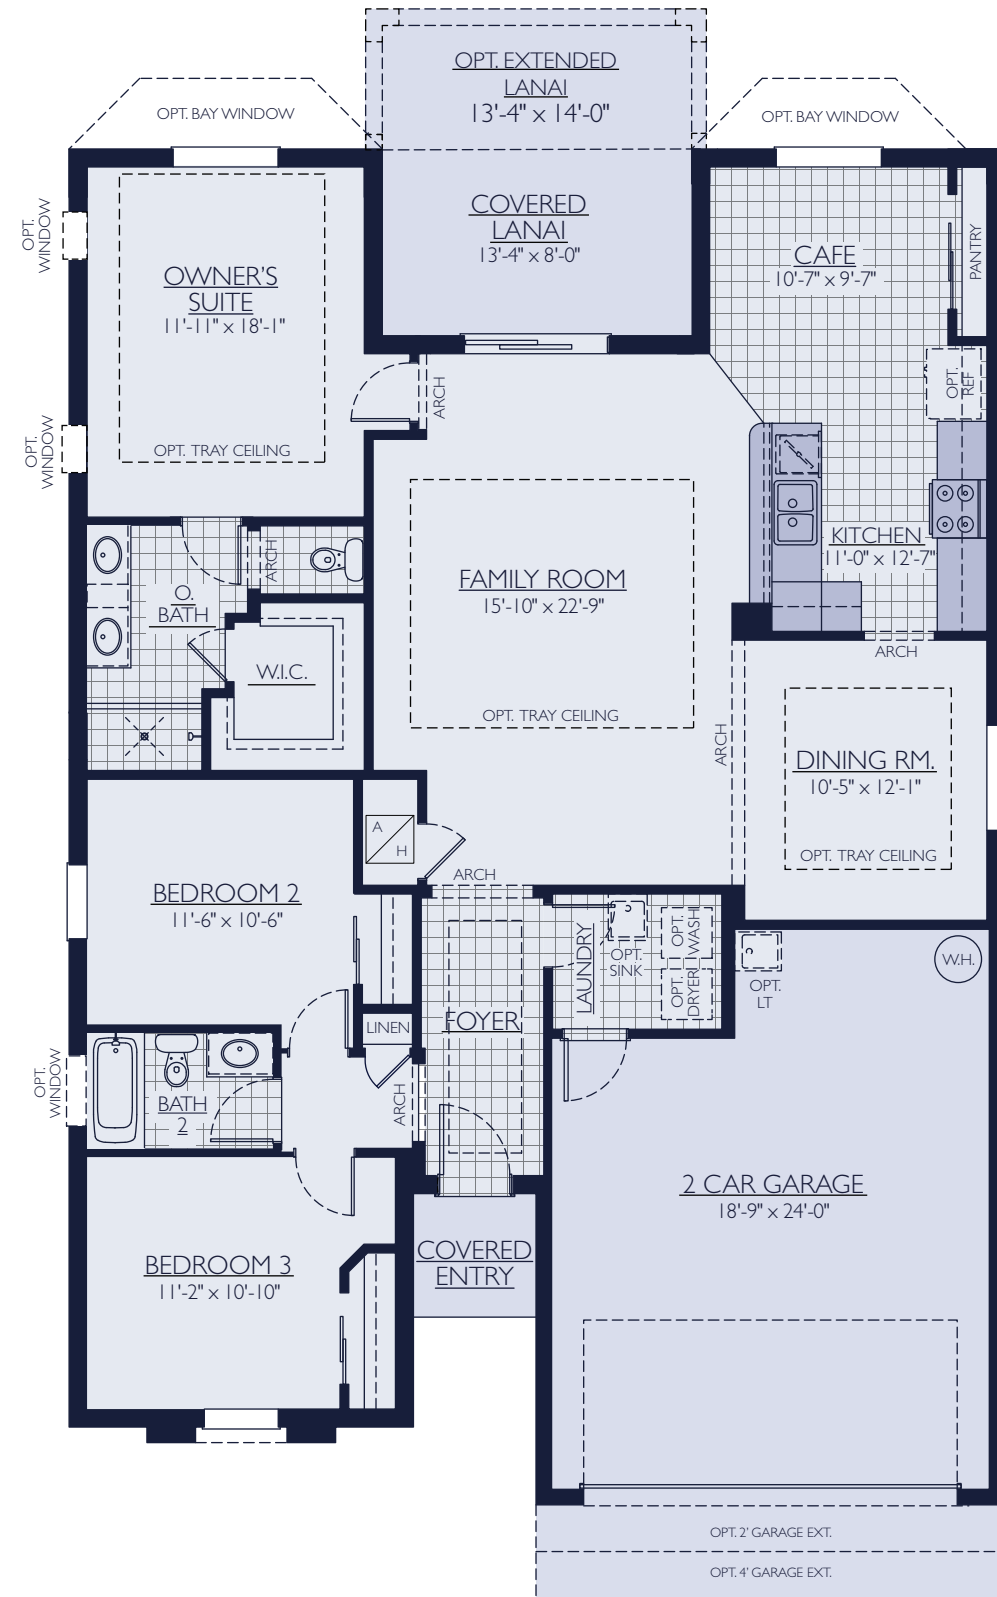 OPT. EXTENDED
LANAI
13'-4" x 14'-0"
OPT. BAY WINDOW
OPT. BAY WINDOW
COVERED
LANAI
13'-4" x 8'-0"
OPT.
WINDOW
OWNER'S
SUITE
11'-11" x 18'-1"
CAFE
10'-7" x 9'-7"
PANTRY
OPT.
REF
ARCH
OPT.
WINDOW
OPT. TRAY CEILING
KITCHEN
11'-0" x 12'-7"
ARCH
O.
BATH
ARCH
FAMILY ROOM
15'-10" x 22'-9"
W.I.C.
OPT. TRAY CEILING
ARCH
DINING RM.
10'-5" x 12'-1"
OPT. TRAY CEILING
A
H
ARCH
BEDROOM 2
11'-6" x 10'-6"
LAUNDRY
OPT.
SINK
OPT.
WASH
OPT.
DRYER
OPT.
LT
W.H.
FOYER
LINEN
OPT.
WINDOW
BATH
2
ARCH
2 CAR GARAGE
18'-9" x 24'-0"
COVERED
ENTRY
BEDROOM 3
11'-2" x 10'-10"
OPT. 2' GARAGE EXT.
OPT. 4' GARAGE EXT.